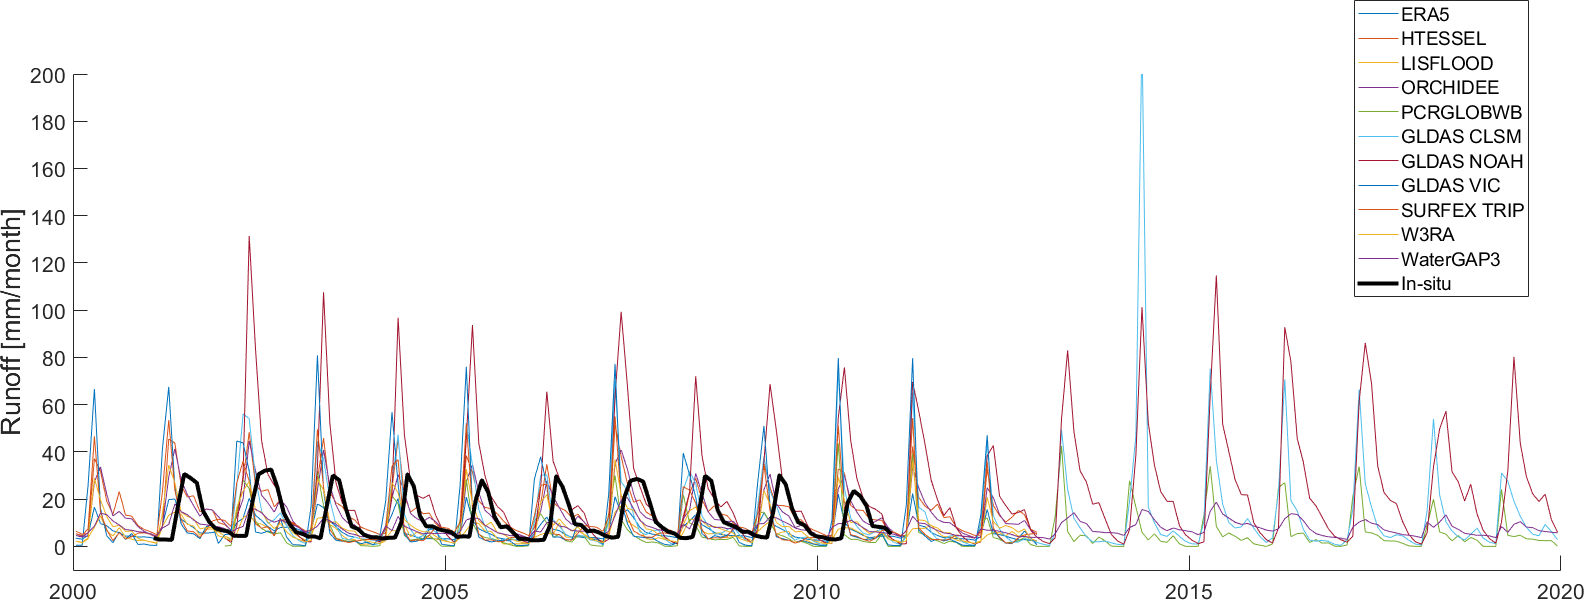 ERA5
HTESSEL
LISFLOOD
ORCHIDEE
PCRGLOBWB
GLDAS CLSM
GLDAS NOAH
GLDAS VIC
SURFEX TRIP
W3RA
WaterGAP3
In-situ
Runoff [mm/month]
200
180
160
140
120
100
80
60
40
20
0
2000 2005 2010 2015 2020